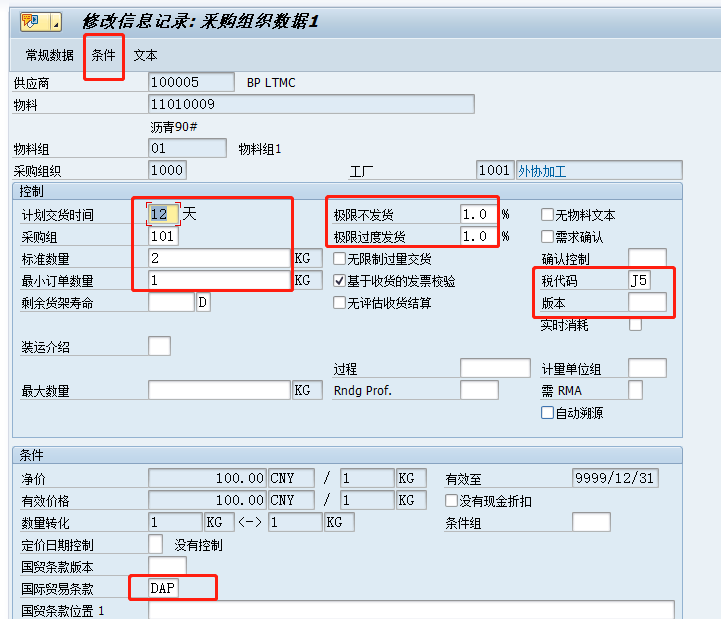 修改信息记录: 采购组织数据1
常规数据 条件 文本
供应商 100005 BP LTMC
物料 11010009
沥青90#
物料组 01 物料组1
采购组织 1000 工厂 1001 外协加工
控制
计划交货时间 12 天 极限不发货 1.0 % 无物料文本
采购组 101 极限过度发货 1.0 % 需求确认
标准数量 2 KG 无限制过量交货 确认控制
最小订单数量 1 KG 基于收货的发票校验 税代码 J5
剩余货架寿命 D 无评估收货结算 版本
实时消耗
装运介绍
过程 计量单位组
最大数量 KG Rndg Prof. 需 RMA
自动溯源
条件
净价 100.00 CNY / 1 KG 有效至 9999/12/31
有效价格 100.00 CNY / 1 KG 没有现金折扣
数量转化 1 KG <-> 1 KG 条件组
定价日期控制 没有控制
国贸条款版本
国际贸易条款 DAP
国贸条款位置 1